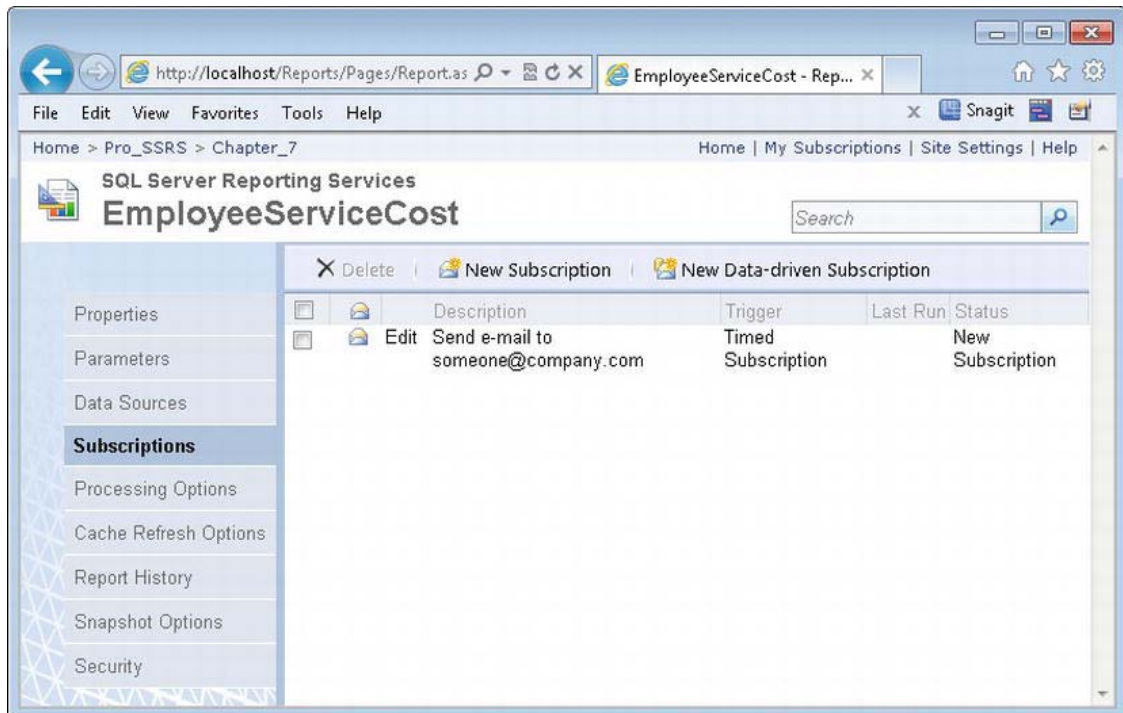 http://localhost/Reports/Pages/Report.as
EmployeeServiceCost - Rep...
File Edit View Favorites Tools Help
Snagit
Home > Pro_SSRS > Chapter_7
Home | My Subscriptions | Site Settings | Help
SQL Server Reporting Services
EmployeeServiceCost
Search
Delete New Subscription New Data-driven Subscription
Properties
Parameters
Data Sources
Subscriptions
Processing Options
Cache Refresh Options
Report History
Snapshot Options
Security
Description Trigger Last Run Status
Edit Send e-mail to Timed New
someone@company.com Subscription Subscription